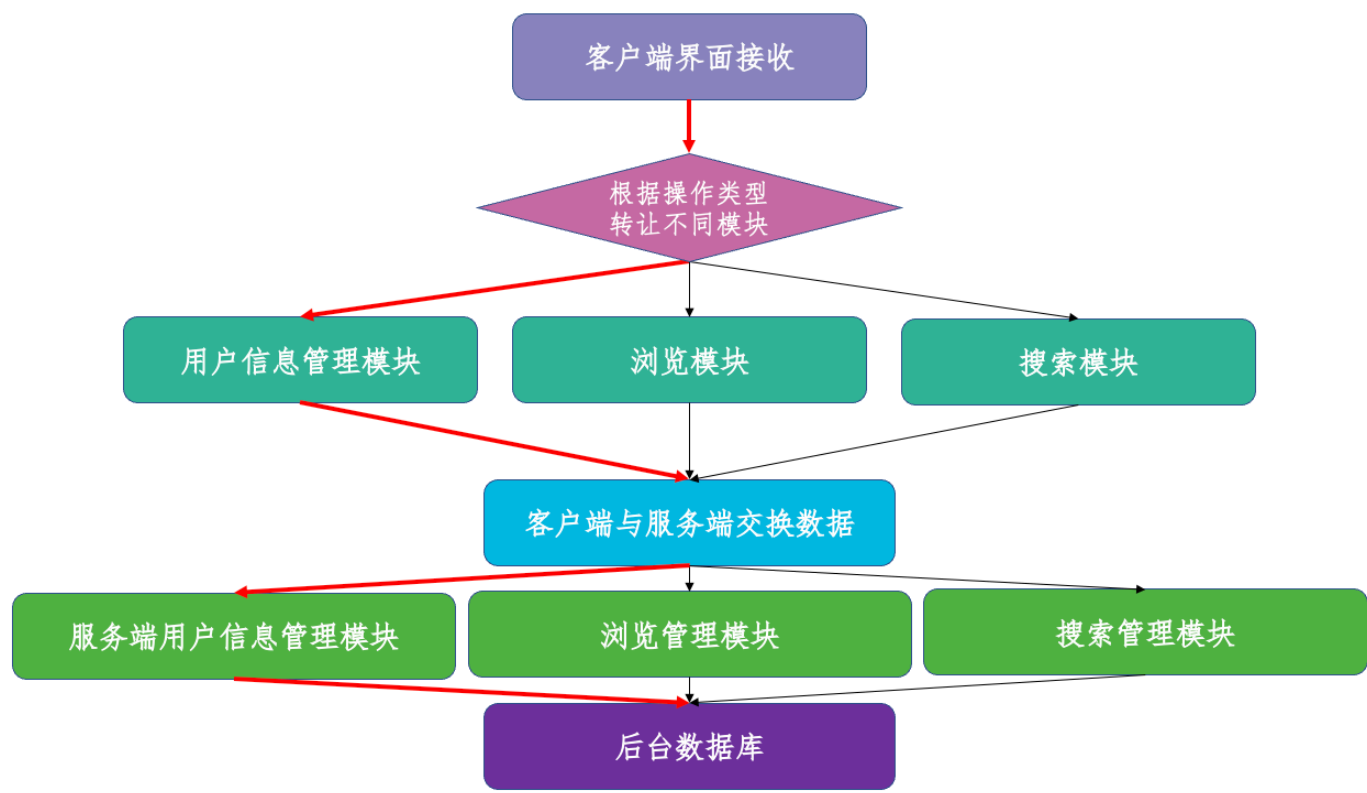 客户端界面接收
根据操作类型
转让不同模块
用户信息管理模块
浏览模块
搜索模块
客户端与服务端交换数据
服务端用户信息管理模块
浏览管理模块
搜索管理模块
后台数据库